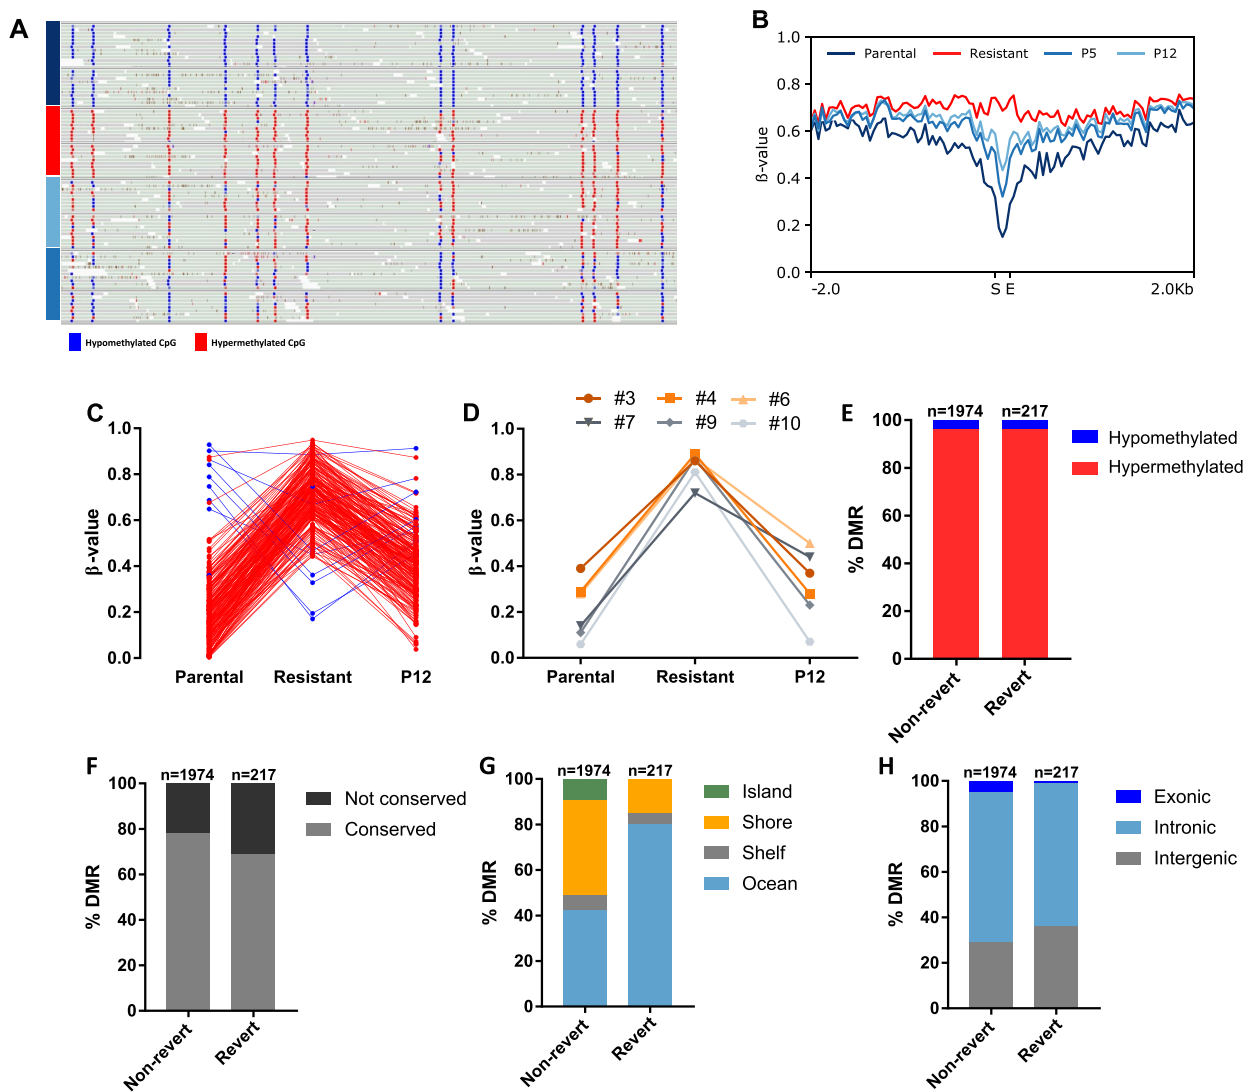 A
Hypomethylated CpG
Hypermethylated CpG
B
Parental
Resistant
P5
P12
1.0
0.8
0.6
0.4
0.2
0.0
ß-value
-2.0
S E
2.0Kb
C
1.0
0.8
0.6
0.4
0.2
0.0
β-value
Parental
Resistant
P12
D
#3
#4
#6
#7
#9
#10
1.0
0.8
0.6
0.4
0.2
0.0
β-value
Parental
Resistant
P12
E
n=1974
n=217
100
80
60
40
20
0
% DMR
Non-revert
Revert
Hypomethylated
Hypermethylated
F
n=1974
n=217
100
80
60
40
20
0
% DMR
Non-revert
Revert
Not conserved
Conserved
G
n=1974
n=217
100
80
60
40
20
0
% DMR
Non-revert
Revert
Island
Shore
Shelf
Ocean
H
n=1974
n=217
100
80
60
40
20
0
% DMR
Non-revert
Revert
Exonic
Intronic
Intergenic